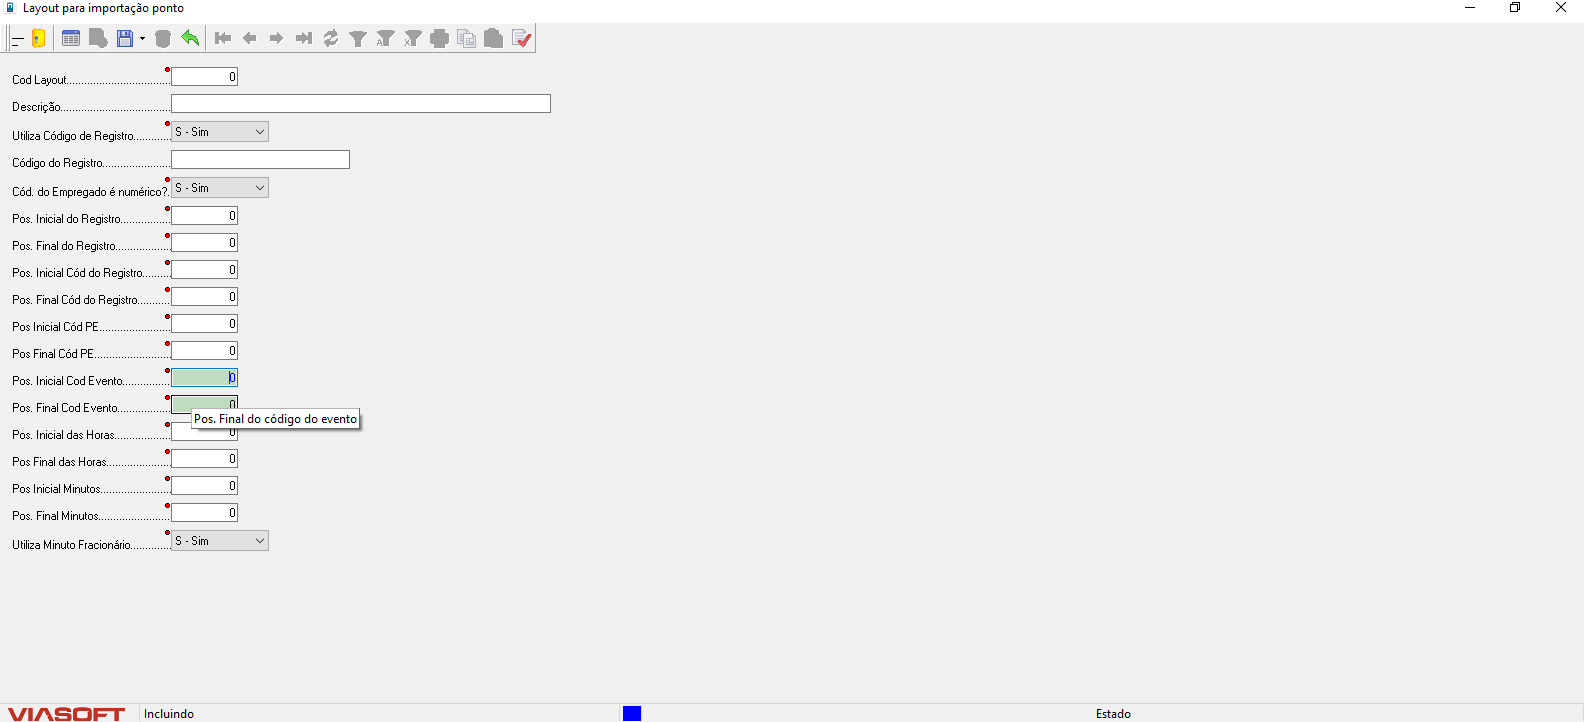 Layout para importação ponto
Cod Layout.................................. 0
Descrição....................................
Utiliza Código de Registro............ S - Sim
Código do Registro.......................
Cód. do Empregado é numérico?. S - Sim
Pos. Inicial do Registro................. 0
Pos. Final do Registro.................. 0
Pos. Inicial Cód do Registro......... 0
Pos. Final Cód do Registro........... 0
Pos Inicial Cód PE........................ 0
Pos Final Cód PE.......................... 0
Pos. Inicial Cod Evento................ 0
Pos. Final Cod Evento.................. 0
Pos. Final do código do evento
Pos. Inicial das Horas................... 0
Pos Final das Horas...................... 0
Pos Inicial Minutos........................ 0
Pos. Final Minutos........................ 0
Utiliza Minuto Fracionário............. S - Sim
VIASOFT Incluindo Estado